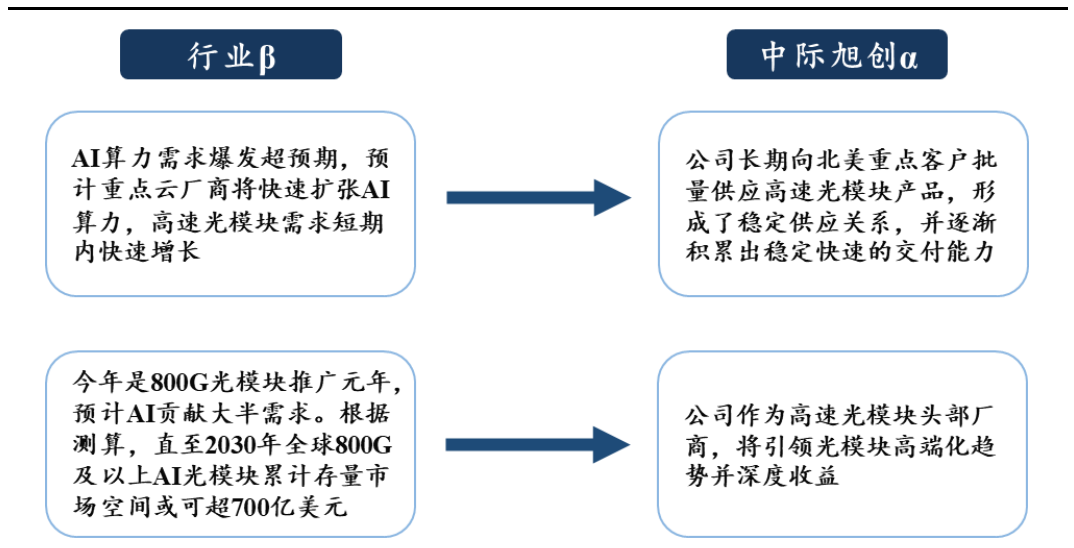 行业β
中际旭创α
AI算力需求爆发超预期，预
计重点云厂商将快速扩张AI
算力，高速光模块需求短期
内快速增长
公司长期向北美重点客户批
量供应高速光模块产品，形
成了稳定供应关系，并逐渐
积累出稳定快速的交付能力
今年是800G光模块推广元年，
预计AI贡献大半需求。根据
测算，直至2030年全球800G
及以上AI光模块累计存量市
场空间或可超700亿美元
公司作为高速光模块头部厂
商，将引领光模块高端化趋
势并深度收益